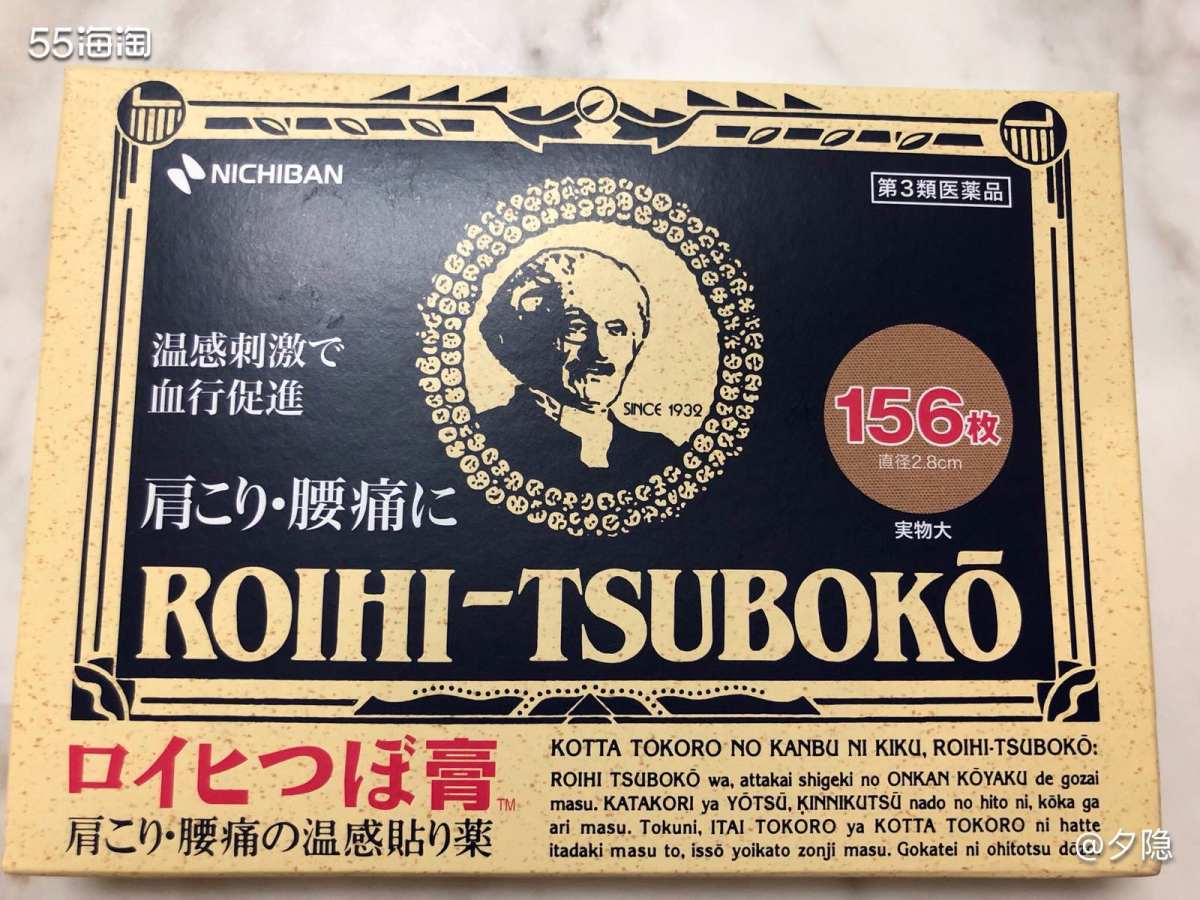 55海淘
NICHIBAN
第3類医薬品
温感刺激で
血行促進
SINCE 1932
156枚
直径2.8cm
実物大
肩こり・腰痛に
ROIHI-TSUBOKŌ
ロイヒつぼ膏™
肩こり・腰痛の温感貼り薬
KOTTA TOKORO NO KANBU NI KIKU, ROIHI-TSUBOKŌ:
ROIHI TSUBOKŌ wa, attakai shigeki no ONKAN KŌYAKU de gozai
masu. KATAKORI ya YŌTSŪ, KINNIKUTSŪ nado no hito ni, kōka ga
ari masu. Tokuni, ITAI TOKORO ya KOTTA TOKORO ni hatte
itadaki masu to, issō yoikato zonji masu. Gokatei ni ohitotsu
@夕隐